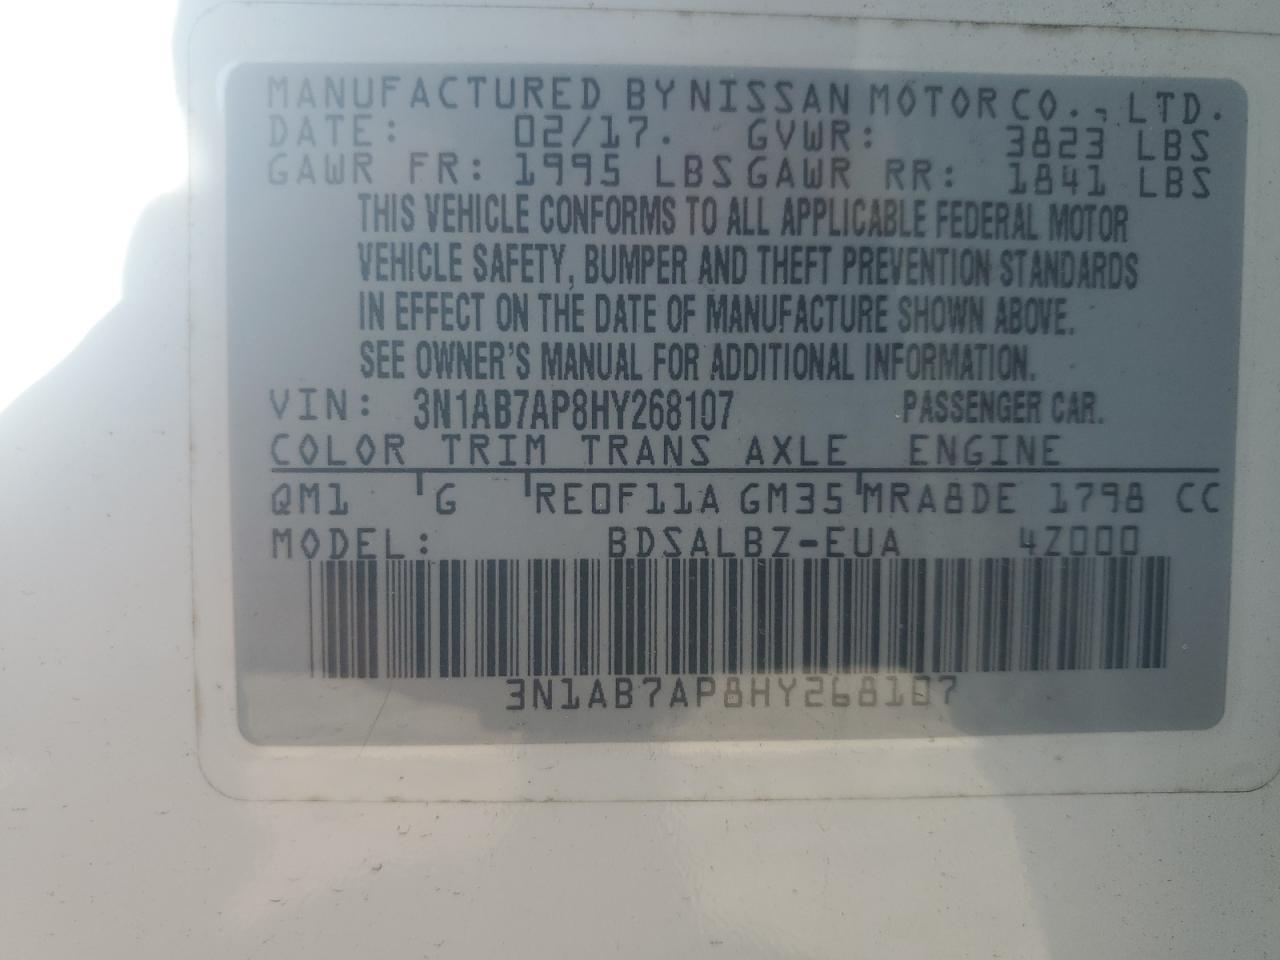 MANUFACTURED BY NISSAN MOTOR CO., LTD.
DATE: 02/17. GVWR: 3823 LBS
GAWR FR: 1995 LBS GAWR RR: 1841 LBS
THIS VEHICLE CONFORMS TO ALL APPLICABLE FEDERAL MOTOR
VEHICLE SAFETY, BUMPER AND THEFT PREVENTION STANDARDS
IN EFFECT ON THE DATE OF MANUFACTURE SHOWN ABOVE.
SEE OWNER'S MANUAL FOR ADDITIONAL INFORMATION.
VIN: 3N1AB7AP8HY268107 PASSENGER CAR.
COLOR TRIM TRANS AXLE ENGINE
QM1 G RE0F11A GM35 MRA8DE 1798 CC
MODEL: BDSALBZ-EUA 4Z000
3N1AB7AP8HY268107